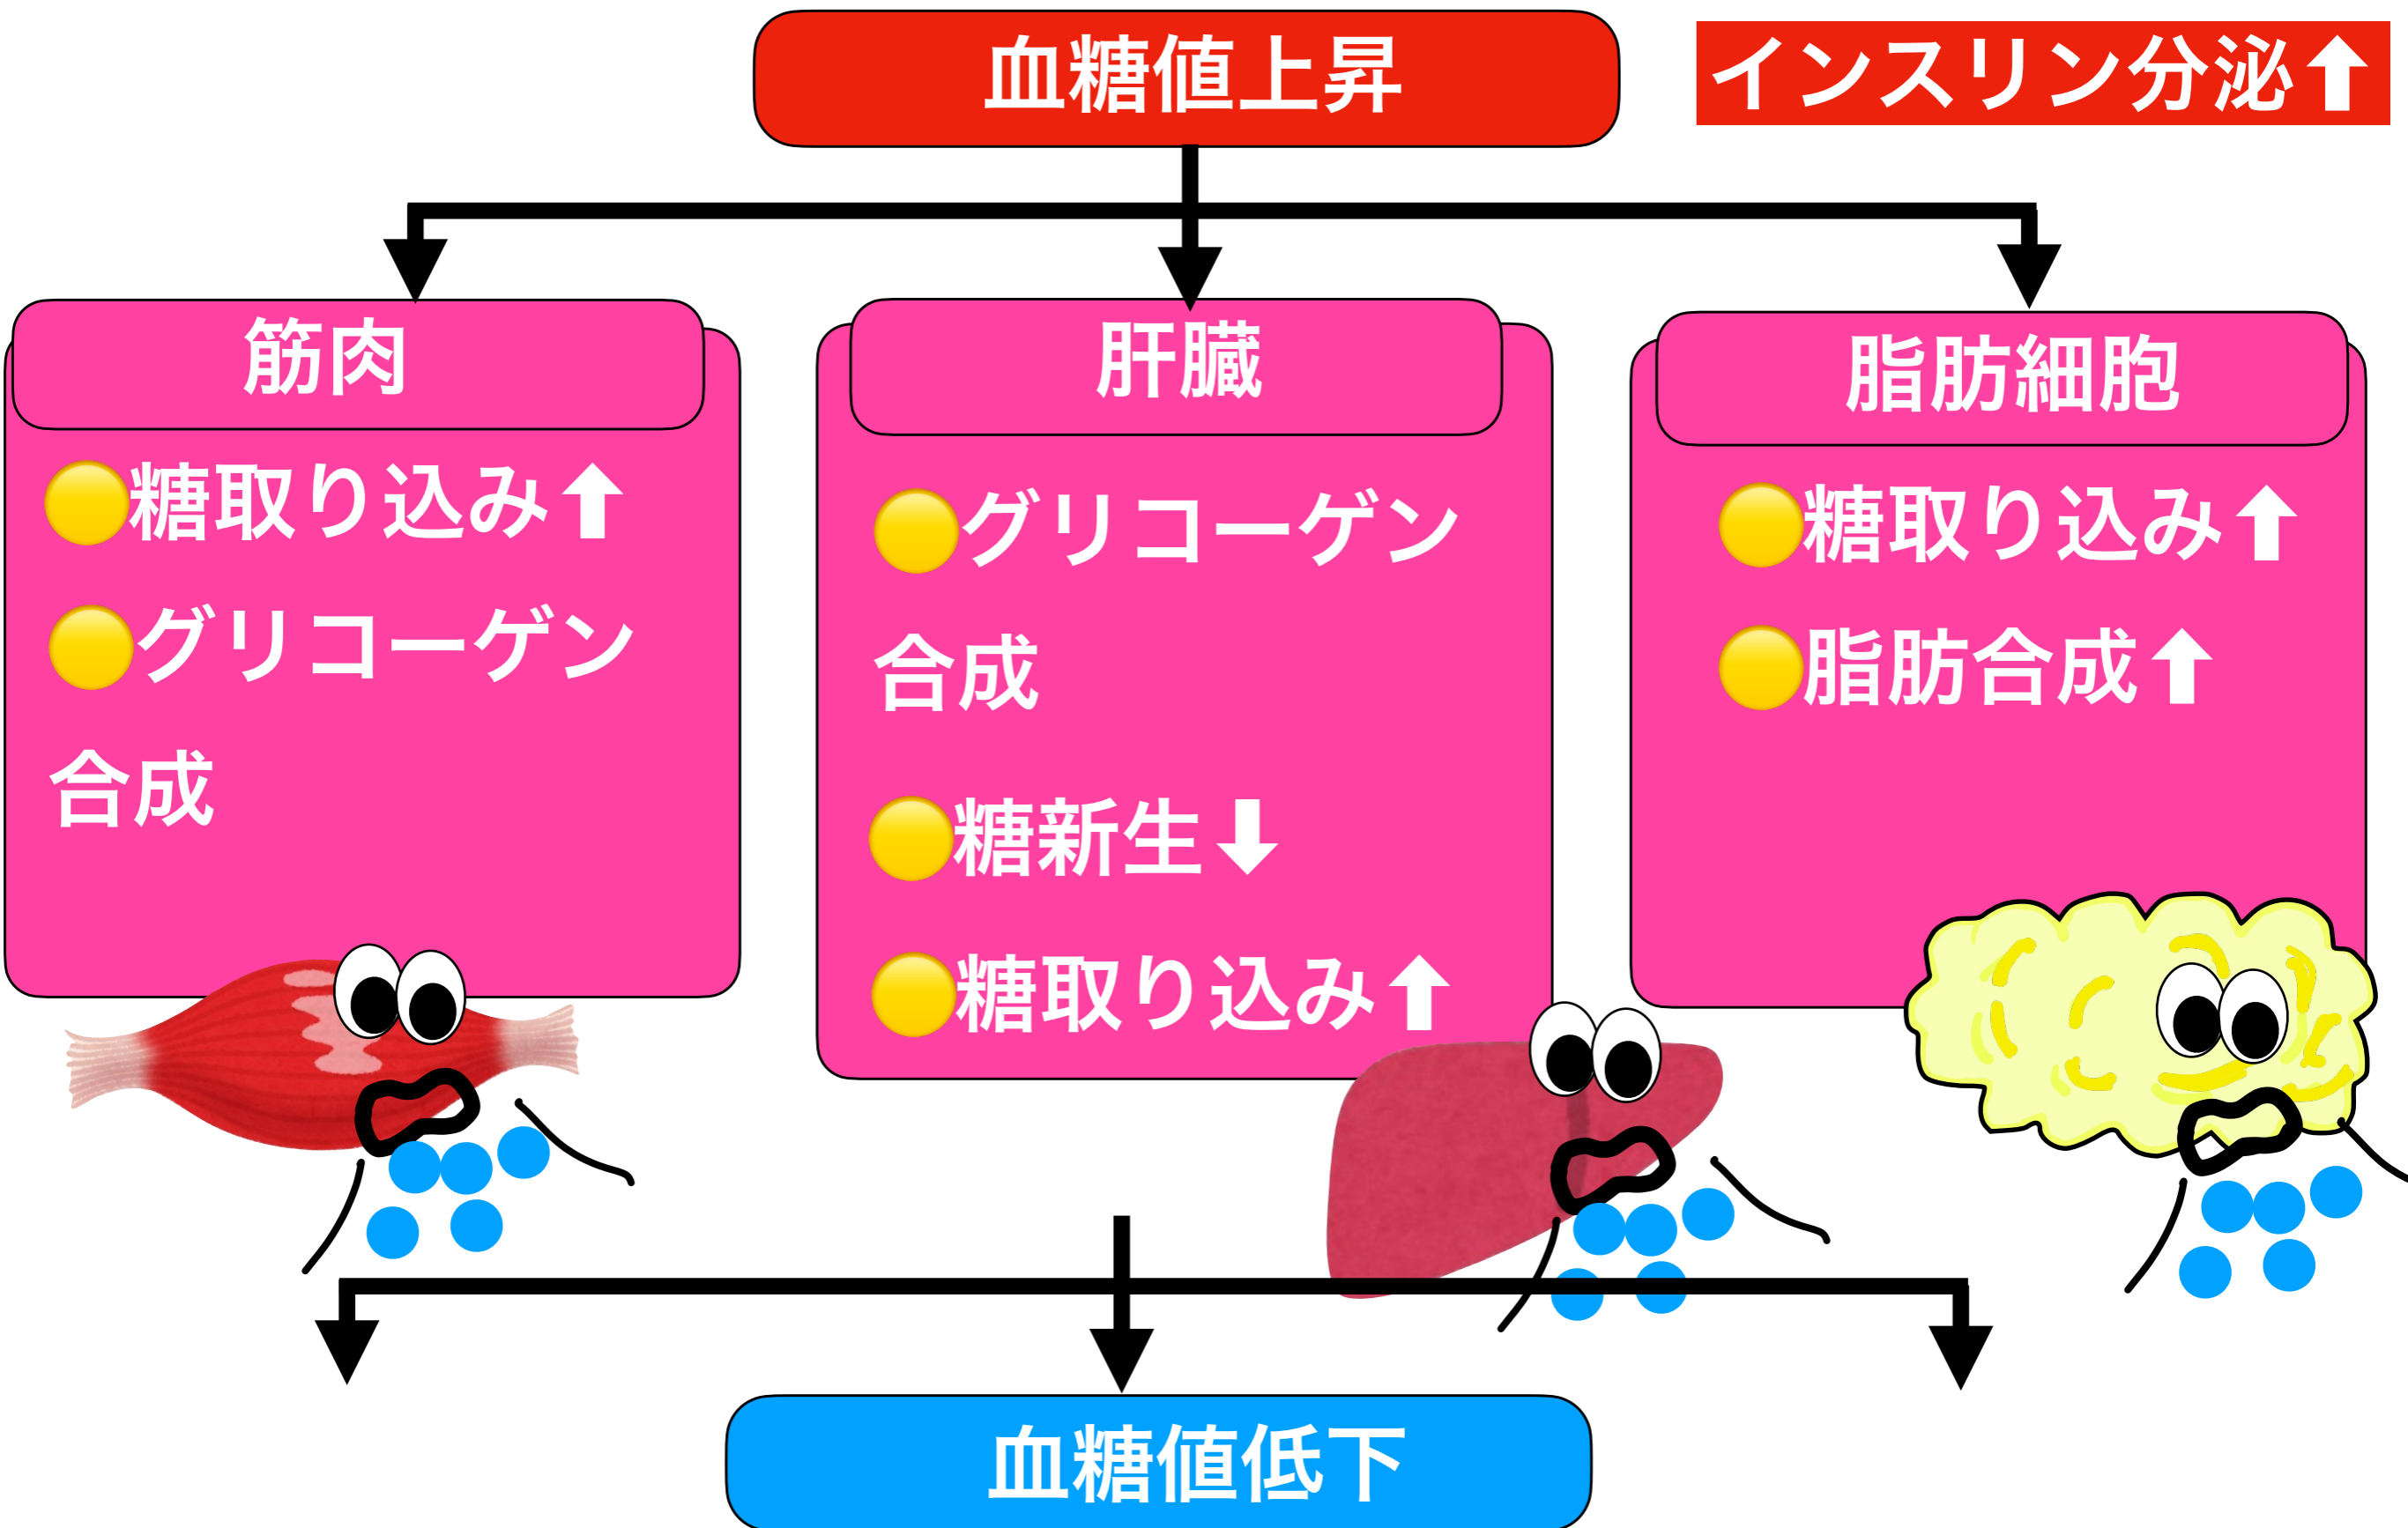 血糖値上昇
インスリン分泌⬆
筋肉
🟡糖取り込み⬆
🟡グリコーゲン
合成
肝臓
🟡グリコーゲン
合成
🟡糖新生⬇
🟡糖取り込み⬆
脂肪細胞
🟡糖取り込み⬆
🟡脂肪合成⬆
血糖値低下